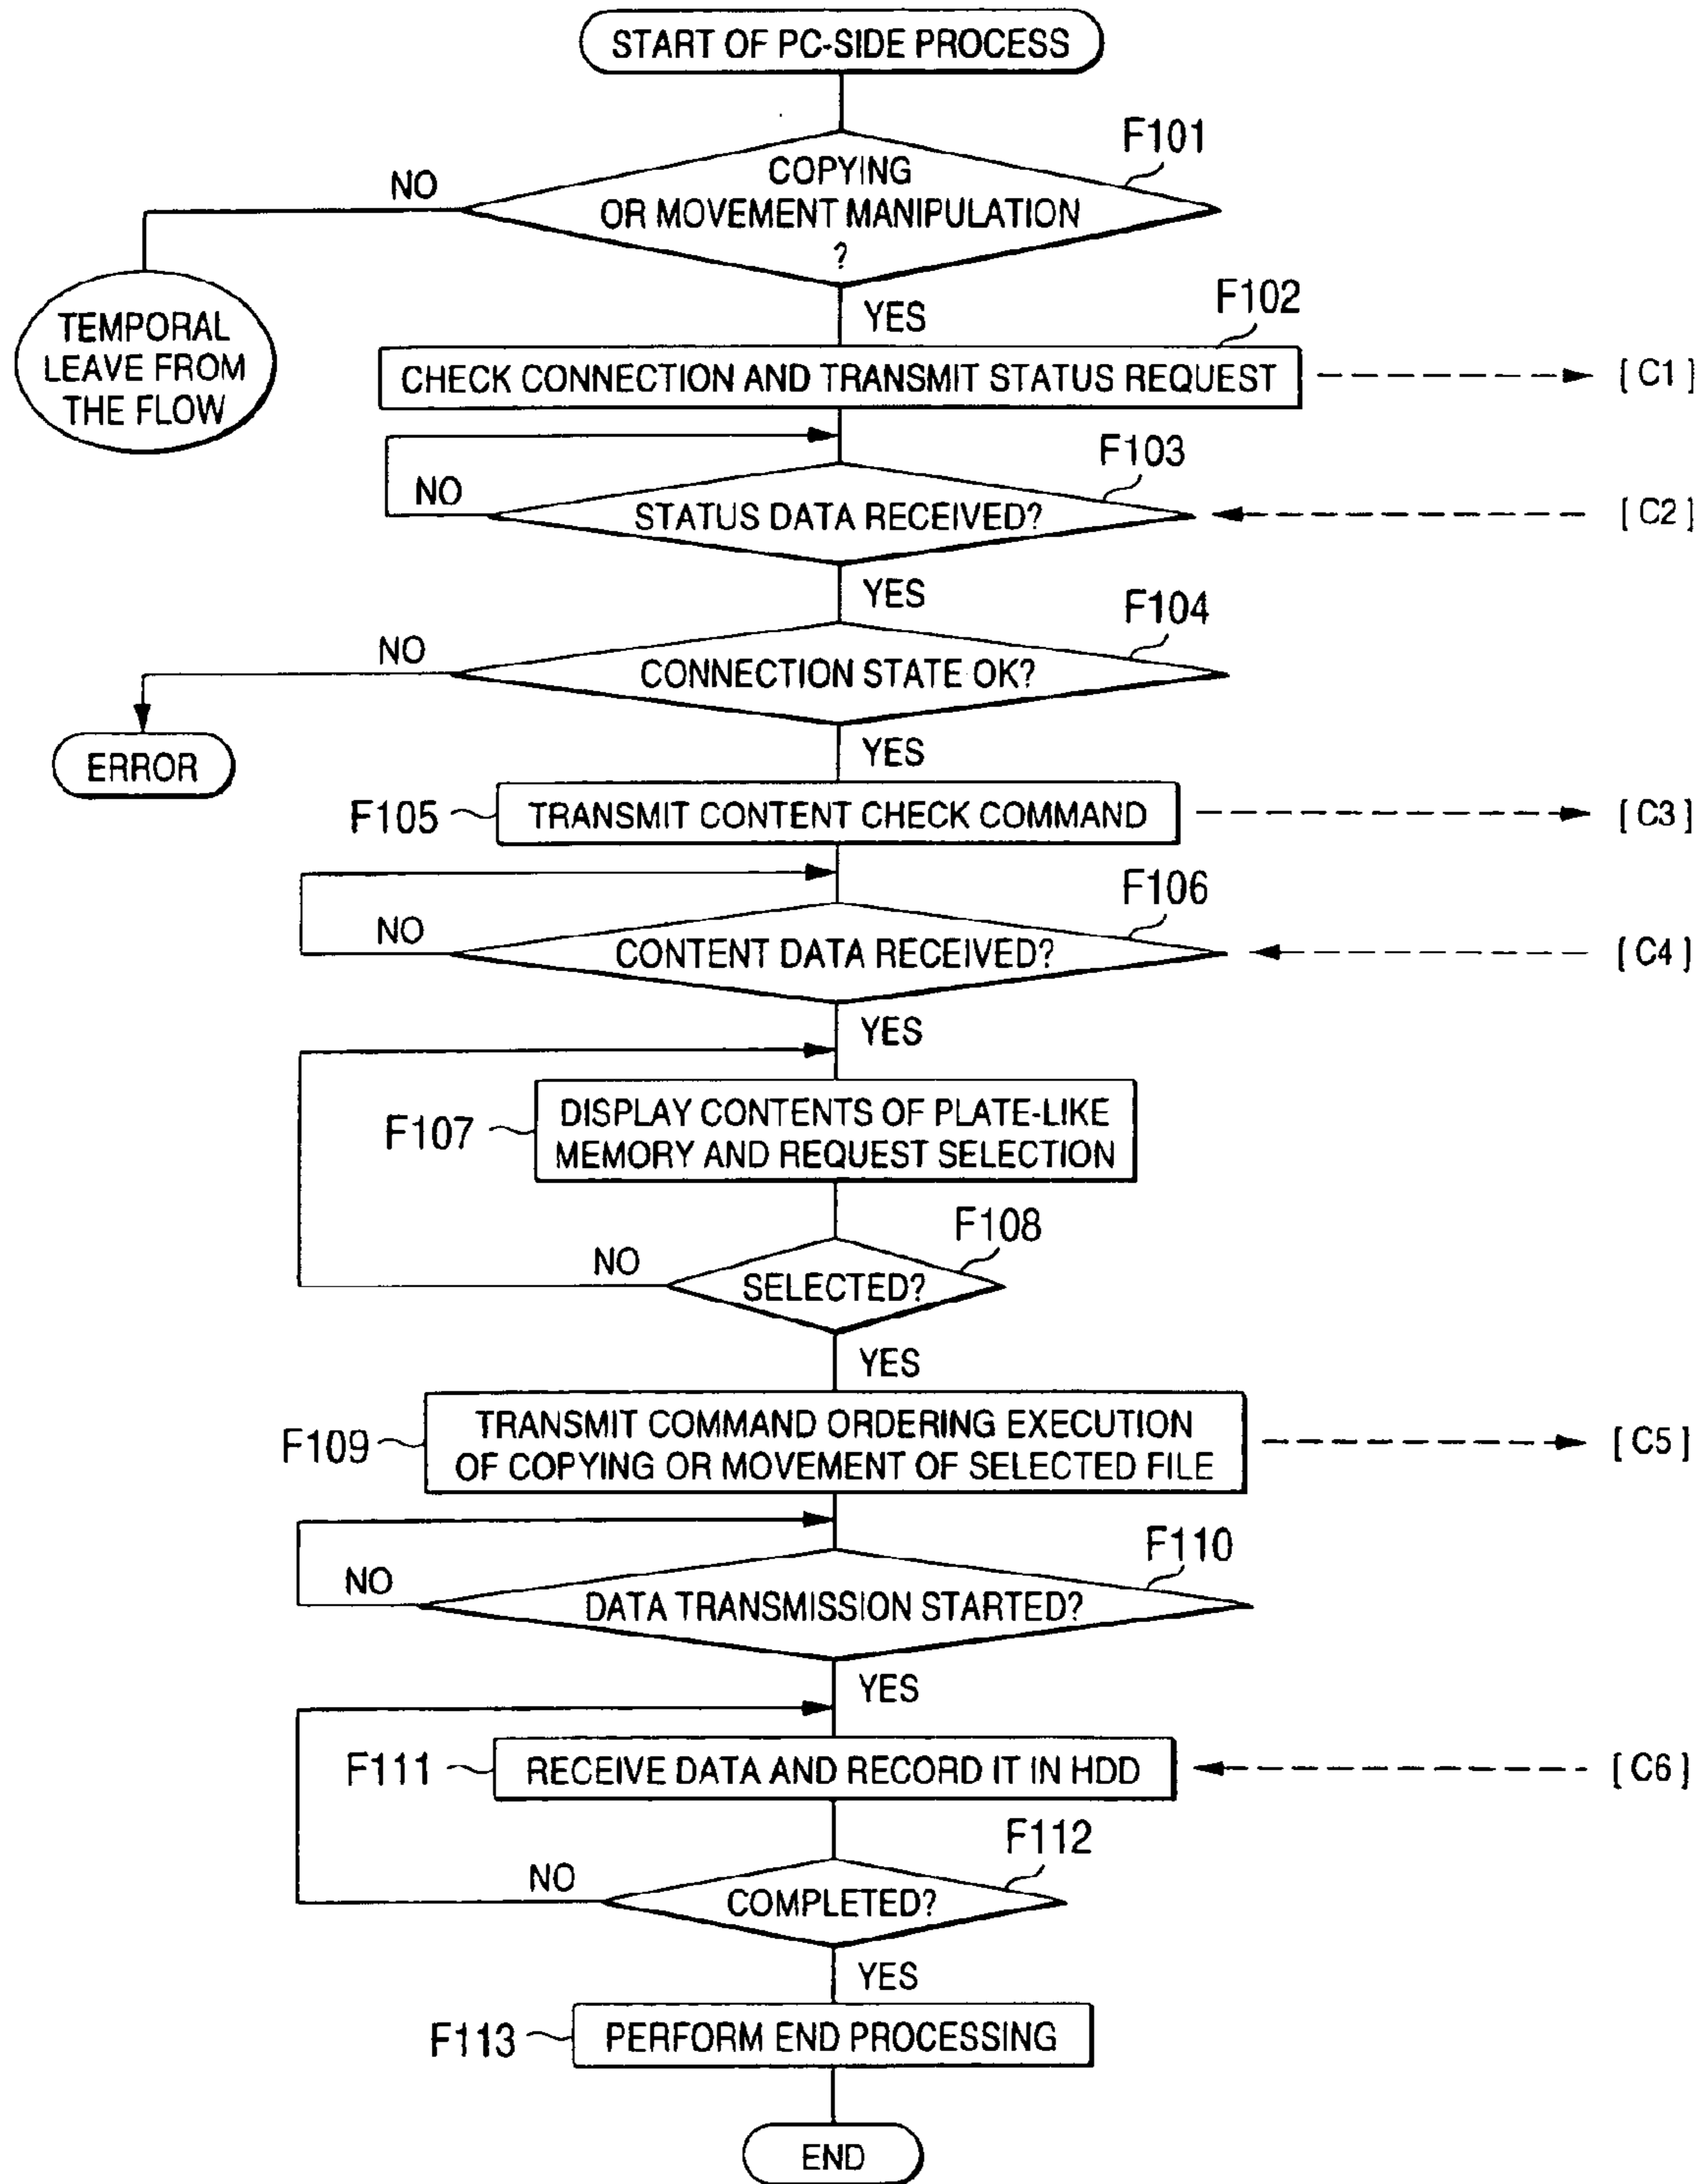 START OF PC-SIDE PROCESS
F101
COPYING
OR MOVEMENT MANIPULATION
?
NO
YES
TEMPORAL
LEAVE FROM
THE FLOW
F102
CHECK CONNECTION AND TRANSMIT STATUS REQUEST
[C1]
F103
NO
STATUS DATA RECEIVED?
[C2]
YES
F104
NO
CONNECTION STATE OK?
ERROR
YES
F105
TRANSMIT CONTENT CHECK COMMAND
[C3]
F106
NO
CONTENT DATA RECEIVED?
[C4]
YES
F107
DISPLAY CONTENTS OF PLATE-LIKE
MEMORY AND REQUEST SELECTION
F108
NO
SELECTED?
YES
F109
TRANSMIT COMMAND ORDERING EXECUTION
OF COPYING OR MOVEMENT OF SELECTED FILE
[C5]
F110
NO
DATA TRANSMISSION STARTED?
YES
F111
RECEIVE DATA AND RECORD IT IN HDD
[C6]
F112
NO
COMPLETED?
YES
F113
PERFORM END PROCESSING
END